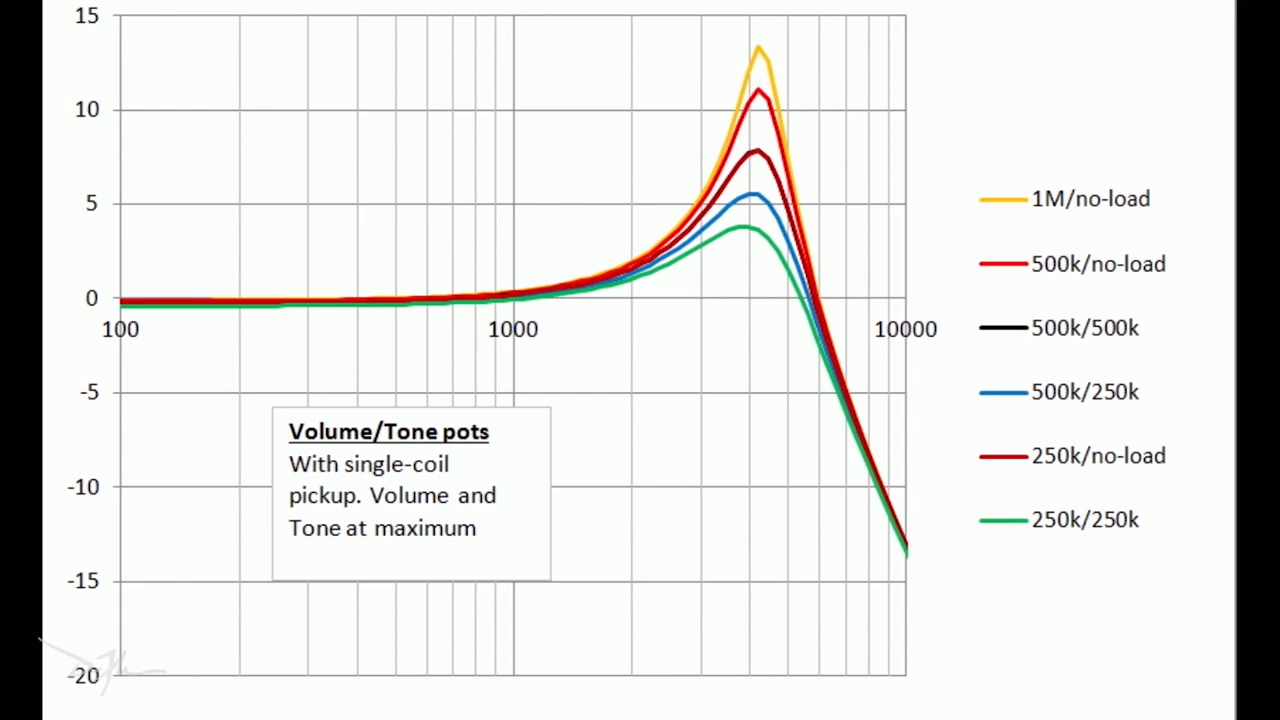 15
10
5
0
-5
-10
-15
-20
100
1000
10000
Volume/Tone pots
With single-coil
pickup. Volume and
Tone at maximum
1M/no-load
500k/no-load
500k/500k
500k/250k
250k/no-load
250k/250k